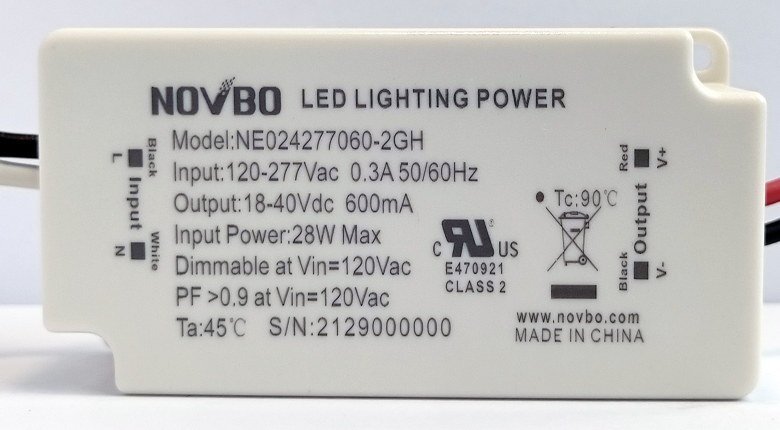 NOVBO LED LIGHTING POWER
Model:NE024277060-2GH
Input:120-277Vac 0.3A 50/60Hz
Output:18-40Vdc 600mA
Input Power:28W Max
Dimmable at Vin=120Vac
PF >0.9 at Vin=120Vac
Ta:45℃ S/N:2129000000
Black
L
Input
White
N
C RU US
E470921
CLASS 2
Tc:90℃
www.novbo.com
MADE IN CHINA
Red
V+
Output
Black
V-